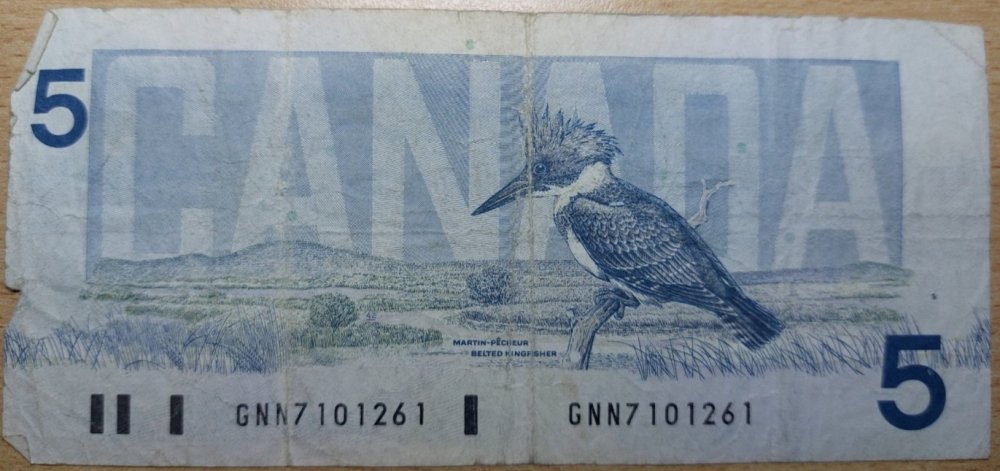 5
CANADA
MARTIN-PÊCHEUR
BELTED KINGFISHER
5
GNN7101261 GNN7101261